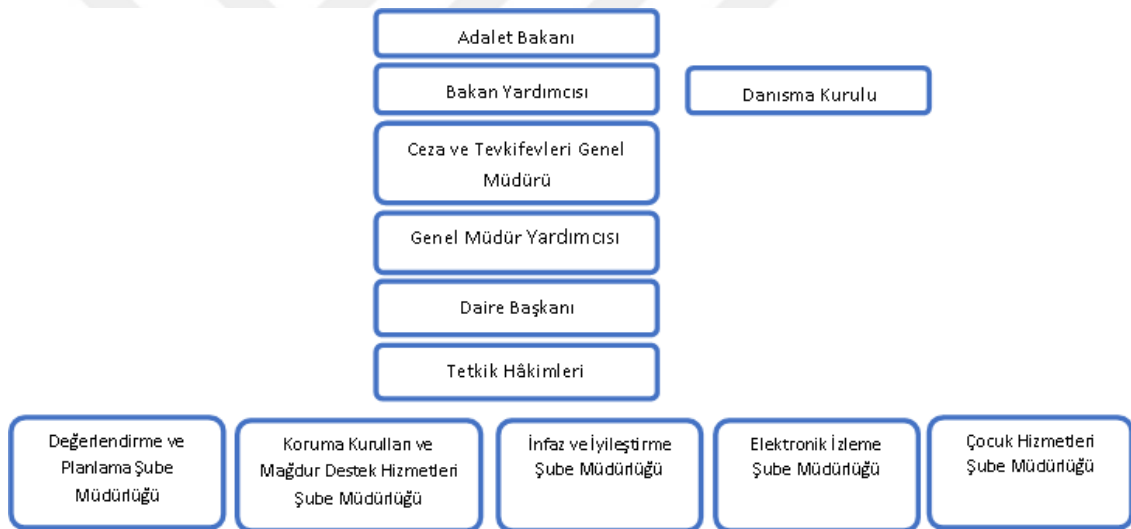 Adalet Bakanı
Bakan Yardımcısı
Danısma Kurulu
Ceza ve Tevkifevleri Genel
Müdürü
Genel Müdür Yardımcısı
Daire Başkanı
Tetkik Hâkimleri
Değerlendirme ve
Planlama Şube
Müdürlüğü
Koruma Kurulları ve
Mağdur Destek Hizmetleri
Şube Müdürlüğü
İnfaz ve İyileştirme
Şube Müdürlüğü
Elektronik İzleme
Şube Müdürlüğü
Çocuk Hizmetleri
Şube Müdürlüğü